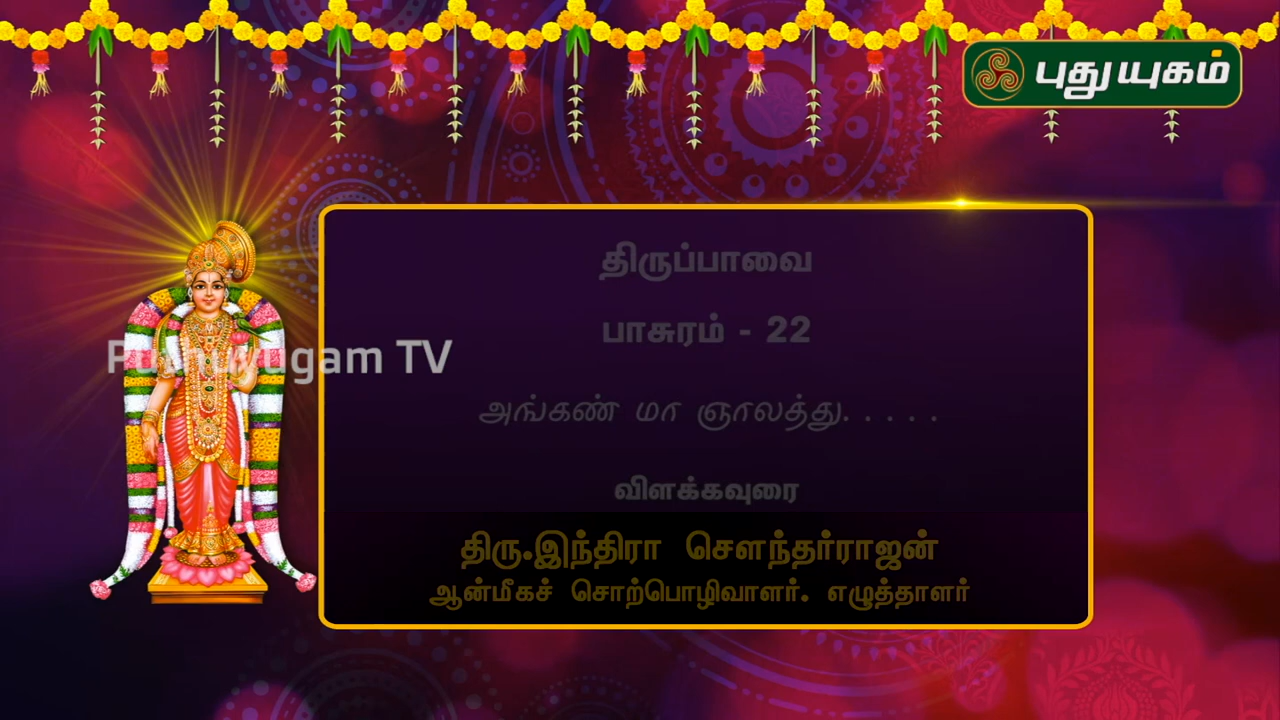 புதுயுகம்
திருப்பாவை
பாசுரம் - 22
Puthuyugam TV
அங்கண் மா ஞாலத்து. . . . .
விளக்கவுரை
திரு.இந்திரா சௌந்தர்ராஜன்
ஆன்மீகச் சொற்பொழிவாளர். எழுத்தாளர்